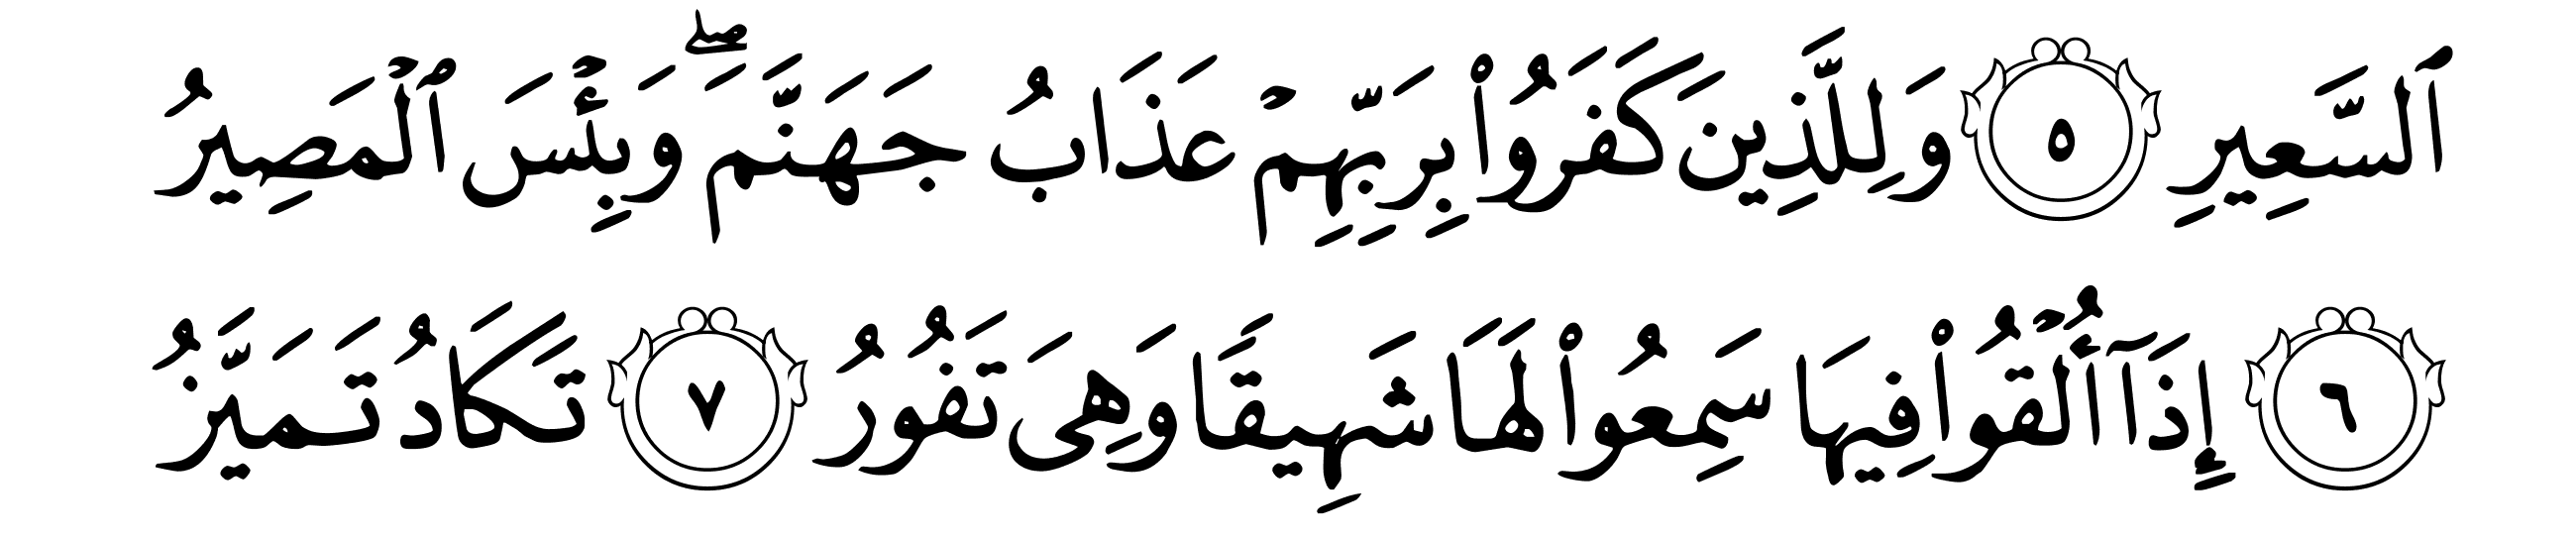 ٱلسَّعِيرِ ٥ وَلِلَّذِينَ كَفَرُوا۟ بِرَبِّهِمۡ عَذَابُ جَهَنَّمَۖ وَبِئۡسَ ٱلۡمَصِيرُ
٦ إِذَآ أُلۡقُوا۟ فِيهَا سَمِعُوا۟ لَهَا شَهِيقًا وَهِىَ تَفُورُ ٧ تَكَادُ تَمَيَّزُ